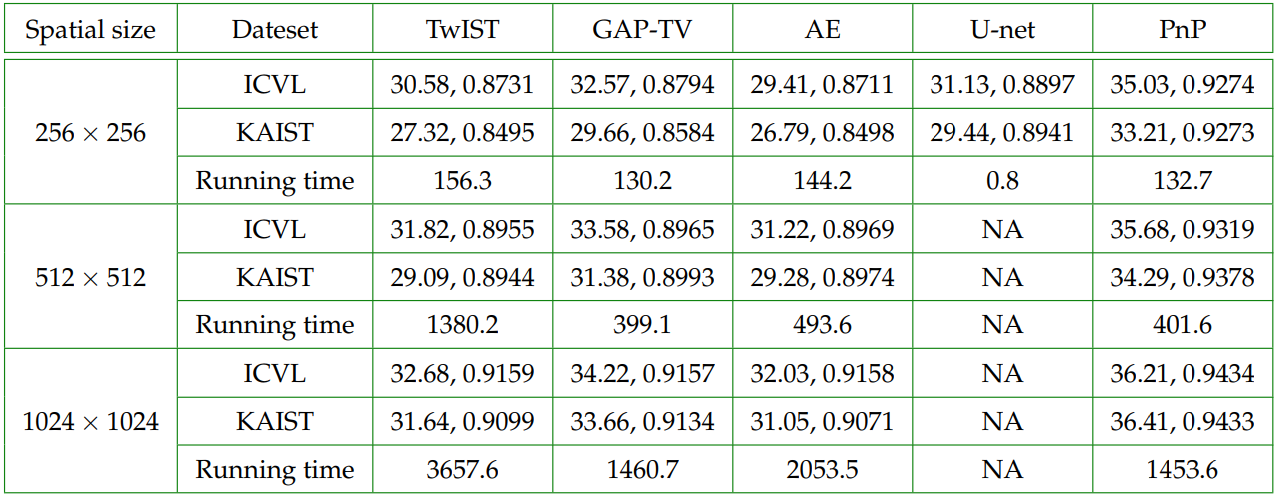 Spatial size Dateset TwIST GAP-TV AE U-net PnP
256 × 256
ICVL 30.58, 0.8731 32.57, 0.8794 29.41, 0.8711 31.13, 0.8897 35.03, 0.9274
KAIST 27.32, 0.8495 29.66, 0.8584 26.79, 0.8498 29.44, 0.8941 33.21, 0.9273
Running time 156.3 130.2 144.2 0.8 132.7
512 × 512
ICVL 31.82, 0.8955 33.58, 0.8965 31.22, 0.8969 NA 35.68, 0.9319
KAIST 29.09, 0.8944 31.38, 0.8993 29.28, 0.8974 NA 34.29, 0.9378
Running time 1380.2 399.1 493.6 NA 401.6
1024 × 1024
ICVL 32.68, 0.9159 34.22, 0.9157 32.03, 0.9158 NA 36.21, 0.9434
KAIST 31.64, 0.9099 33.66, 0.9134 31.05, 0.9071 NA 36.41, 0.9433
Running time 3657.6 1460.7 2053.5 NA 1453.6